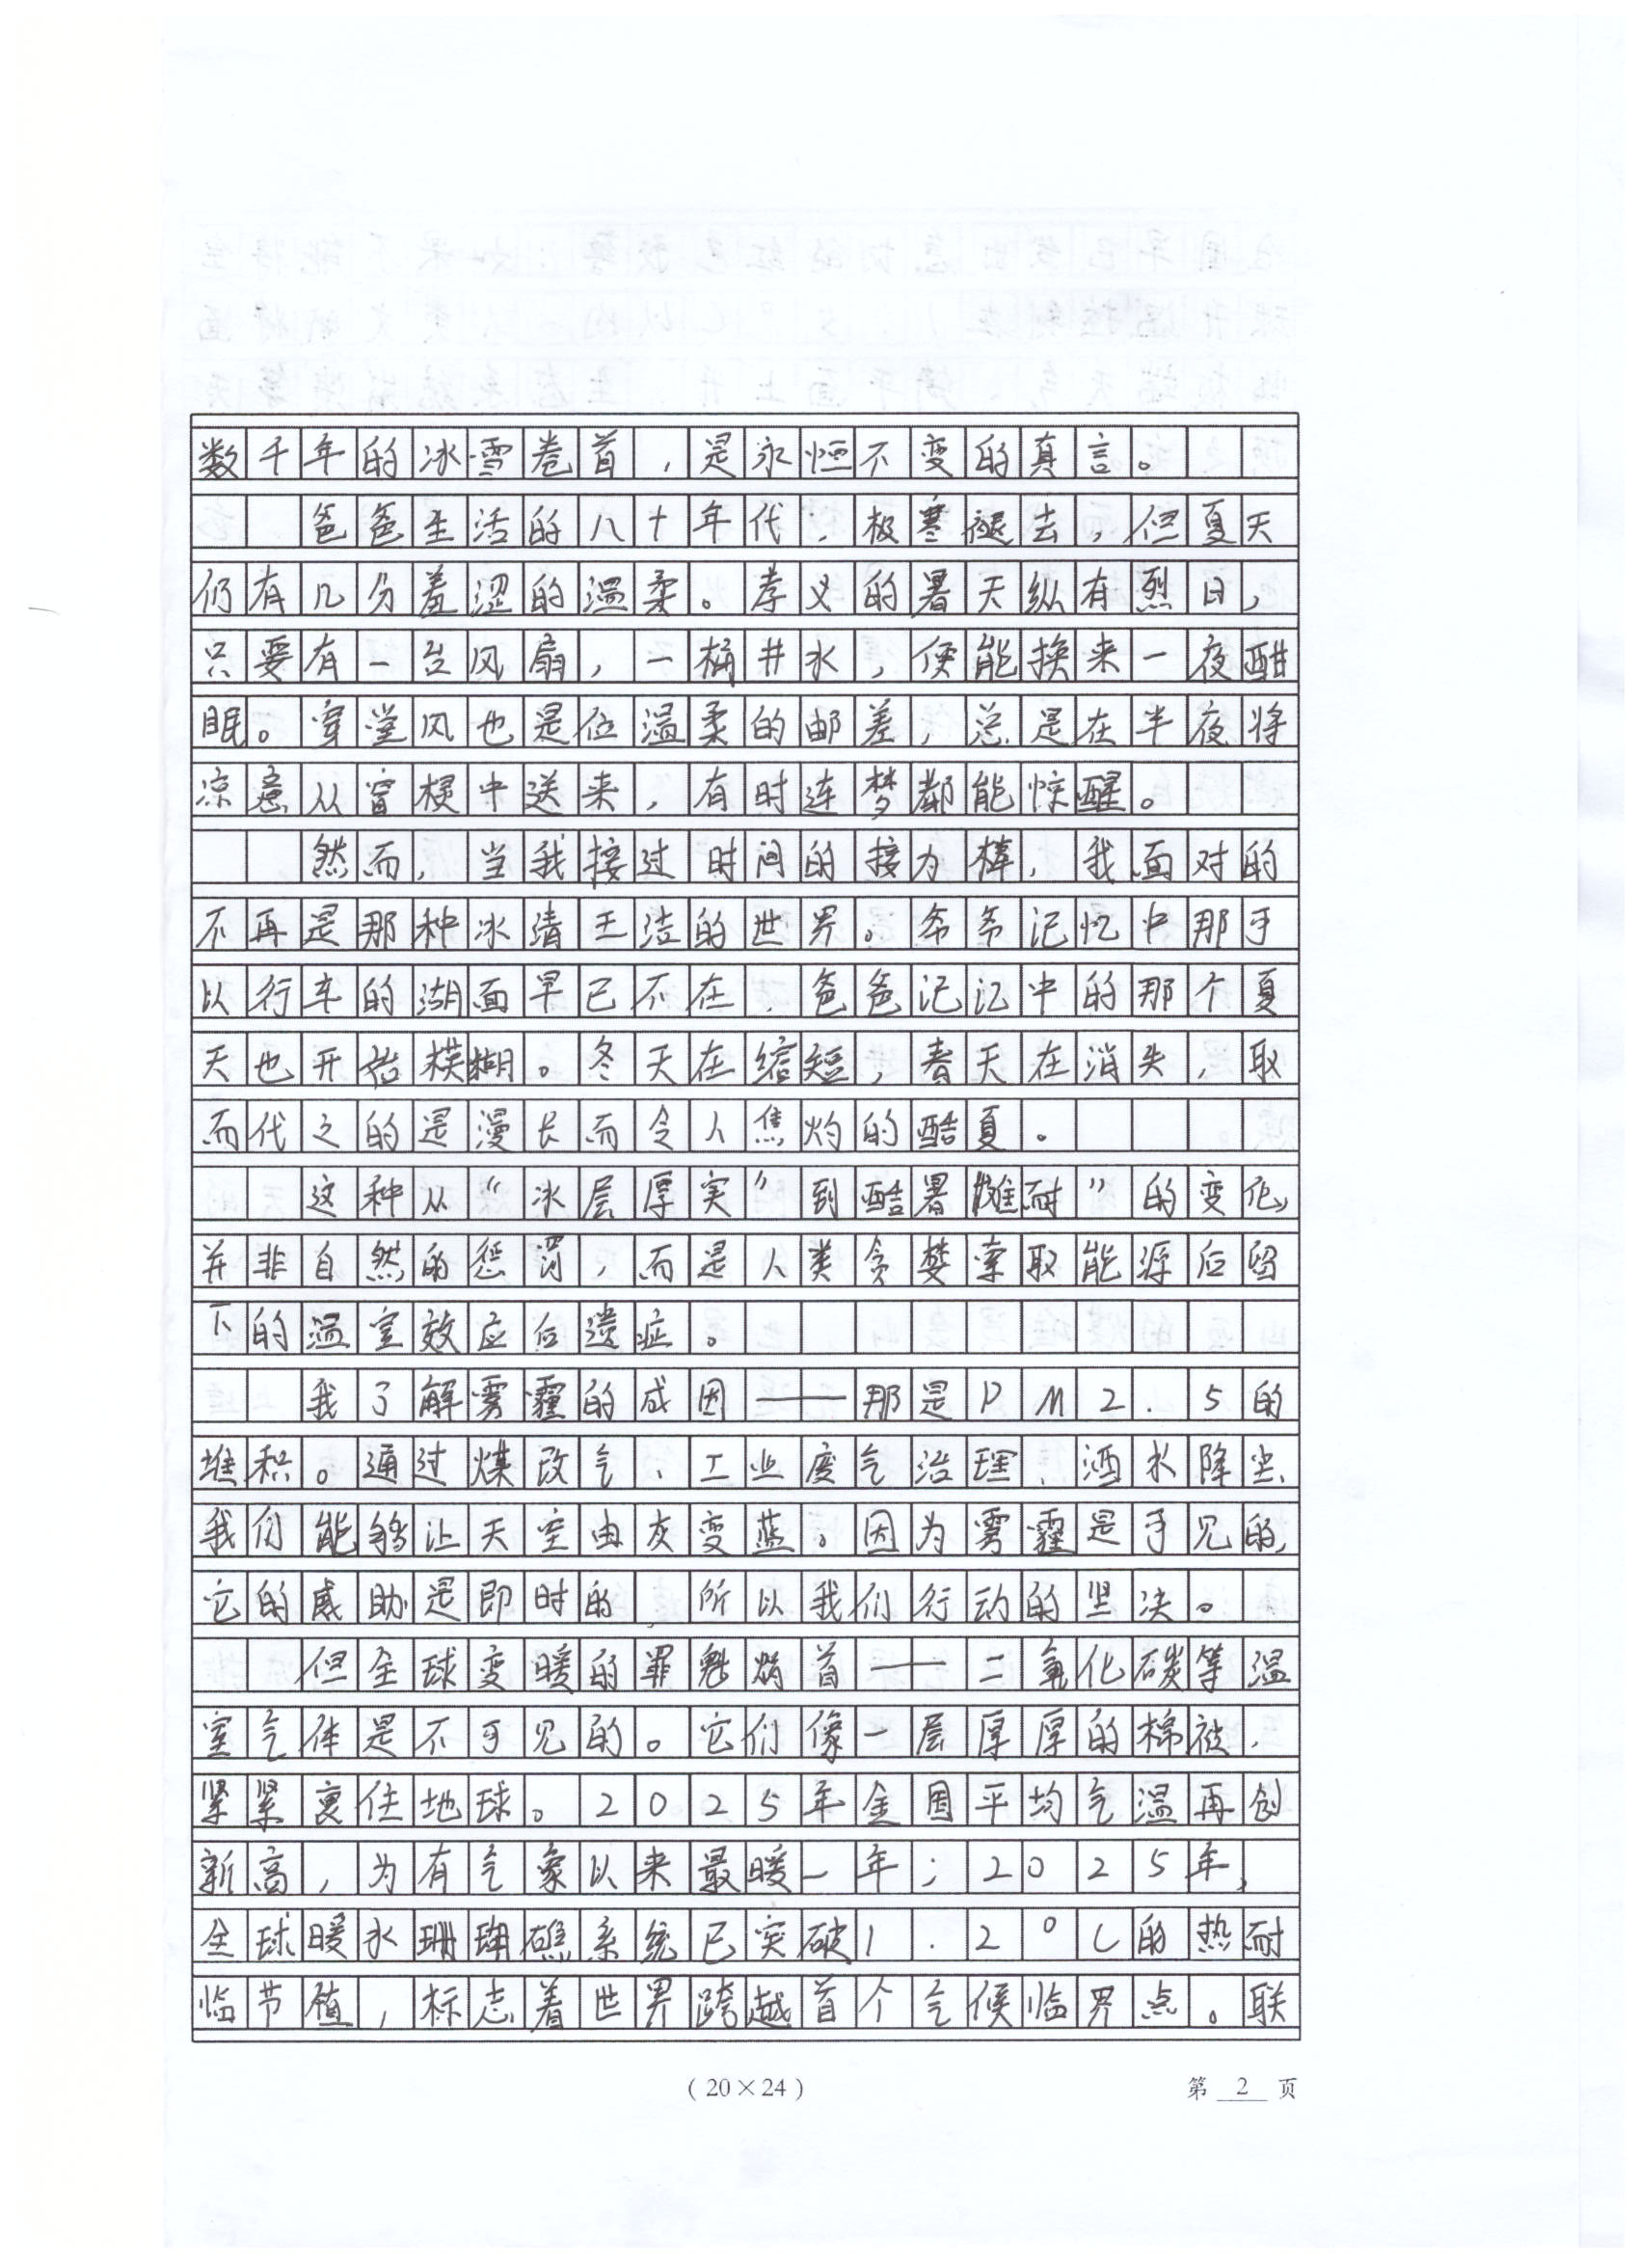 数千年的冰雪卷首，是永恒不变的真言。
爸爸生活的八十年代，极寒褪去，但夏天
仍有几分羞涩的温柔。孝义的暑天纵有烈日，
只要有一台风扇，一桶井水，便能换来一夜酣
眠。穿堂风也是位温柔的邮差，总是在半夜将
凉意从窗棂中送来，有时连梦都能惊醒。
然而，当我接过时间的接力棒，我面对的
不再是那种冰清玉洁的世界。爷爷记忆中那可
以行车的湖面早已不在，爸爸记忆中的那个夏
天也开始模糊。冬天在缩短，春天在消失，取
而代之的是漫长而令人焦灼的酷夏。
这种从“冰层厚实”到酷暑难耐”的变化，
并非自然的惩罚，而是人类贪婪索取能源后留
下的温室效应后遗症。
我了解雾霾的成因——那是PM2.5的
堆积。通过煤改气、工业废气治理、洒水降尘，
我们能够让天空由灰变蓝。因为雾霾是可见的，
它的威胁是即时的，所以我们行动的坚决。
但全球变暖的罪魁祸首——二氧化碳等温
室气体是不可见的。它们像一层厚厚的棉被，
紧紧裹住地球。2025年全国平均气温再创
新高，为有气象以来最暖一年；2025年，
全球暖水珊瑚礁系统已突破1.2°C的热耐
临节值，标志着世界跨越首个气候临界点。联
（20×24）
第 2 页